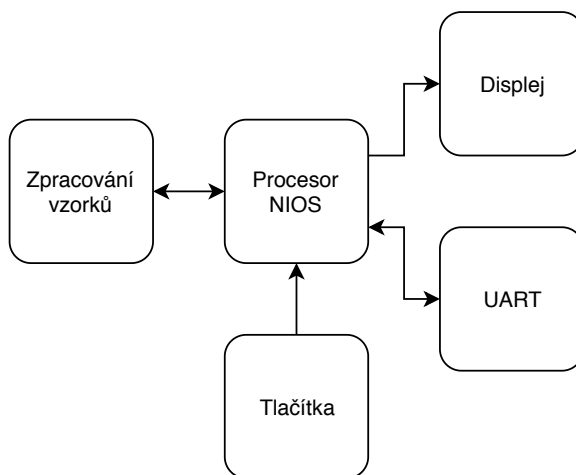 Displej
Zpracování
vzorků
Procesor
NIOS
UART
Tlačítka